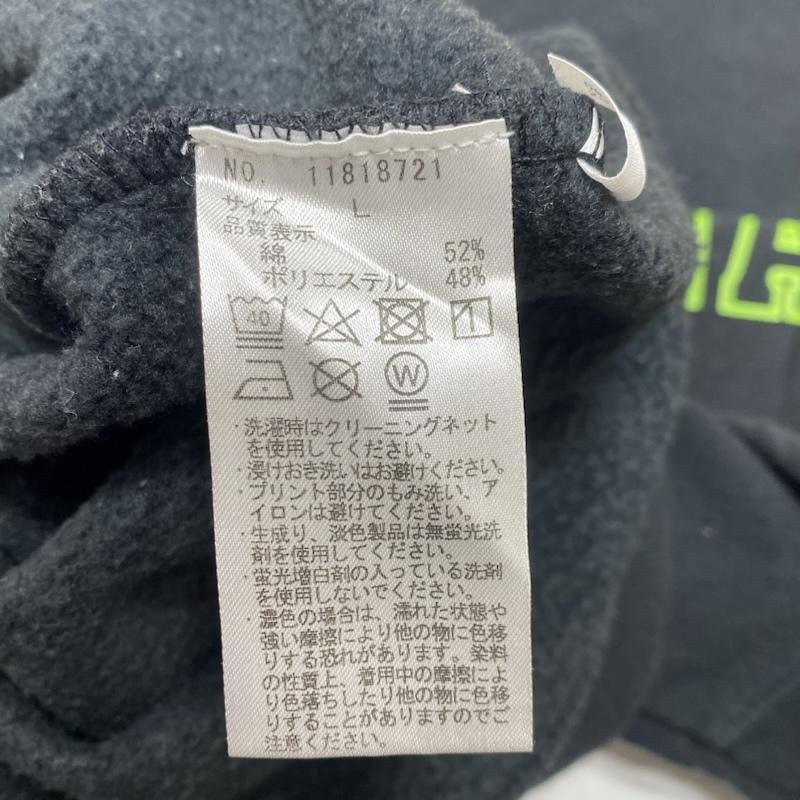 NO. 11818721
サイズ L
品質表示
綿 52%
ポリエステル 48%
40
1
W
・洗濯時はクリーニングネット
を使用してください。
・浸けおき洗いはお避けください。
・プリント部分のもみ洗い、ア
イロンは避けてください。
・生成り、淡色製品は無蛍光洗
剤を使用してください。
・蛍光増白剤の入っている洗剤
を使用しないでください。
・濃色の場合は、濡れた状態や
強い摩擦により他の物に色移
りする恐れがあります。染料
の性質上、着用中の摩擦によ
り色落ちしたり他の物に色移
りすることがありますのでご
注意ください。